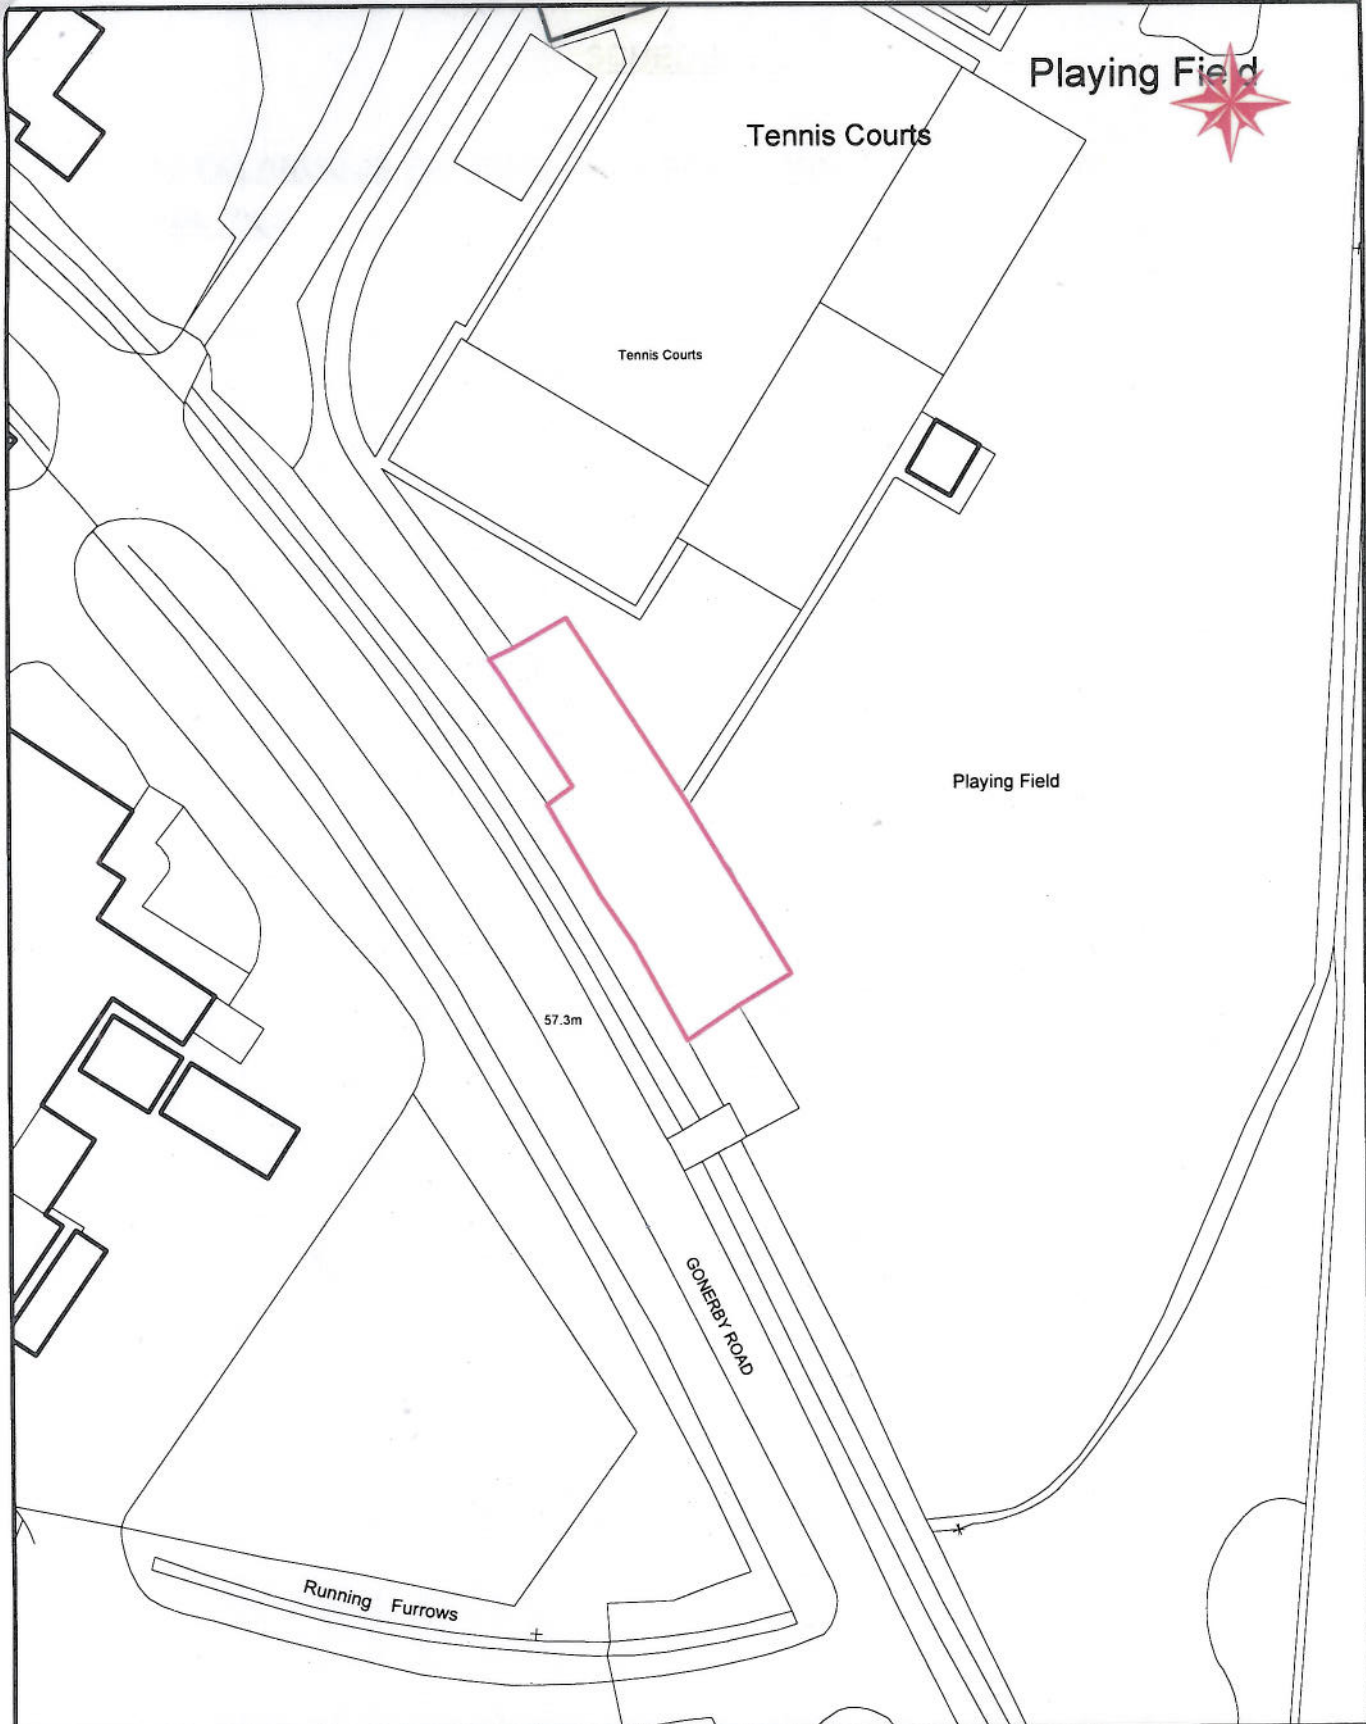 Playing Field
Tennis Courts
Tennis Courts
Playing Field
57.3m
GONERBY ROAD
Running Furrows